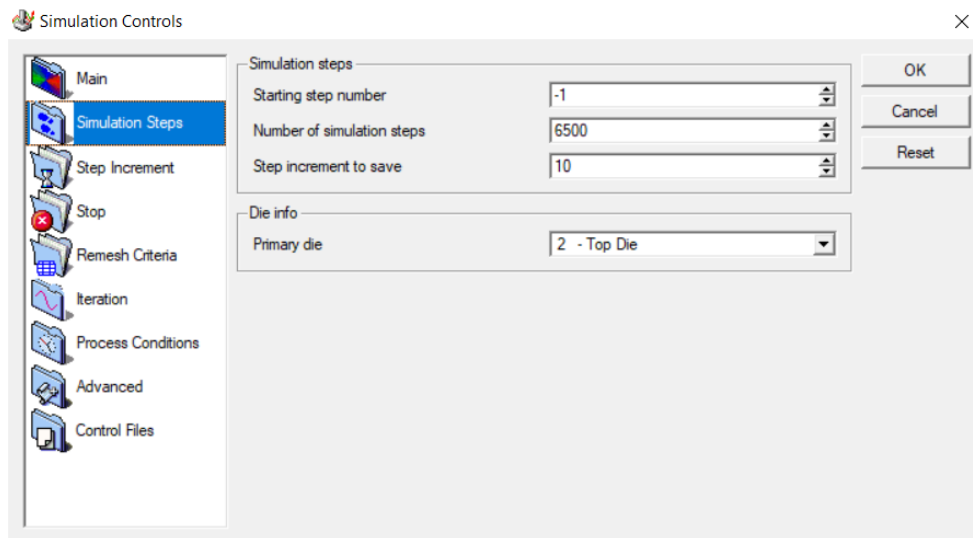 Simulation Controls
Main
Simulation Steps
Step Increment
Stop
Remesh Criteria
Iteration
Process Conditions
Advanced
Control Files
Simulation steps
Starting step number -1
Number of simulation steps 6500
Step increment to save 10
Die info
Primary die 2 - Top Die
OK
Cancel
Reset